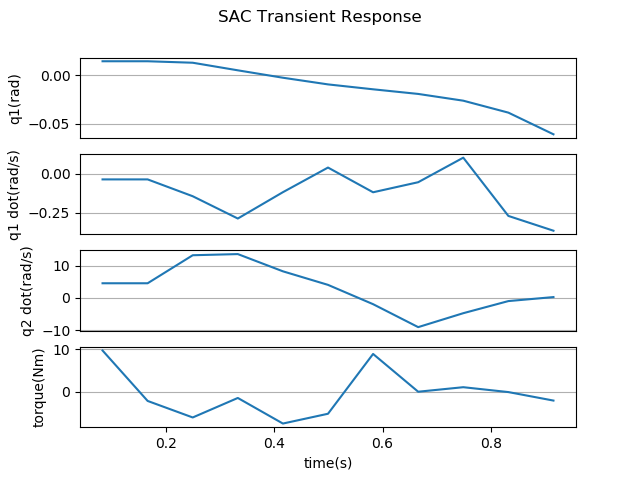 SAC Transient Response
q1(rad)
0.00
−0.05
q1 dot(rad/s)
0.00
−0.25
q2 dot(rad/s)
10
0
−10
torque(Nm)
10
0
0.2 0.4 0.6 0.8
time(s)